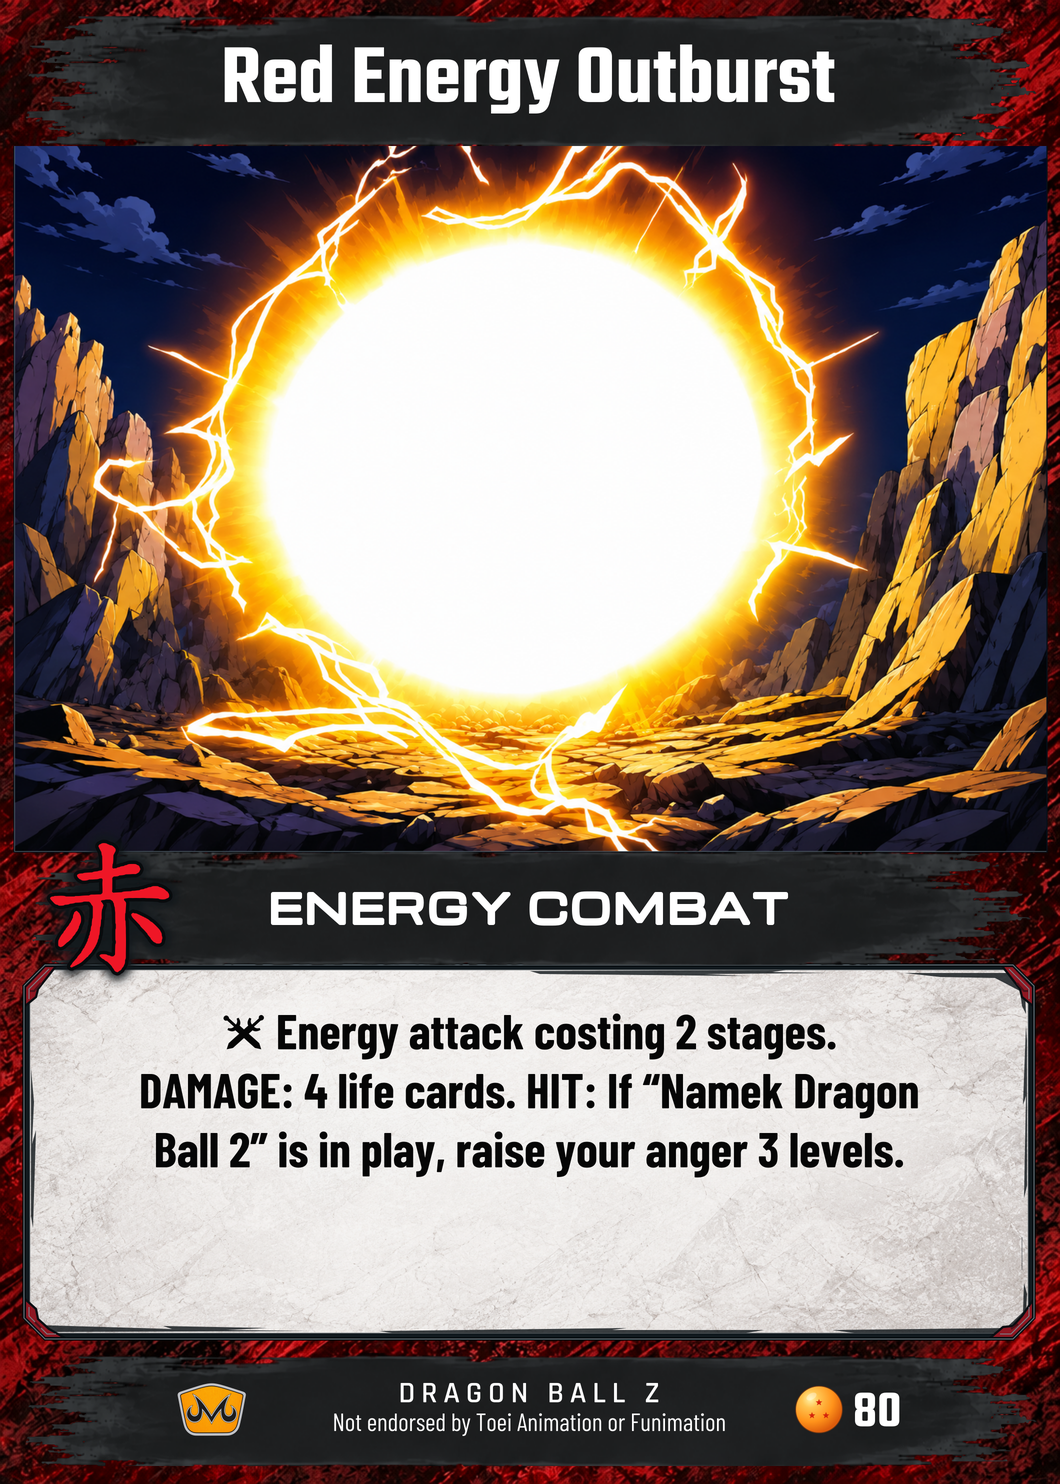 Red Energy Outburst
赤
ENERGY COMBAT
Energy attack costing 2 stages.
DAMAGE: 4 life cards. HIT: If “Namek Dragon
Ball 2” is in play, raise your anger 3 levels.
DRAGON BALL Z
Not endorsed by Toei Animation or Funimation
80